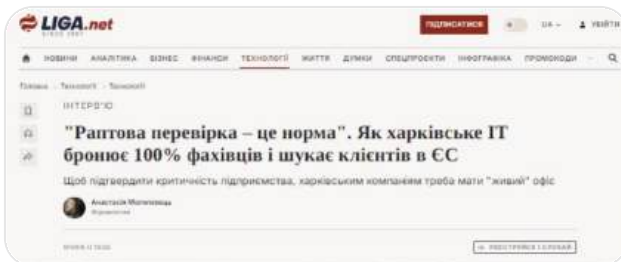 LIGA.net
ПІДПИСАТИСЯ
UA
УВІЙТИ
НОВИНИ АНАЛІТИКА БІЗНЕС ФІНАНСИ ТЕХНОЛОГІЇ ЖИТТЯ ДУМКИ СПЕЦПРОЄКТИ ІНФОГРАФІКА ПРОМОКОДИ
Головна Технології Технології
ІНТЕРВ'Ю
"Раптова перевірка – це норма". Як харківське ІТ
бронює 100% фахівців і шукає клієнтів в ЄС
Щоб підтвердити критичність підприємства, харківським компаніям треба мати "живий" офіс
Анастасія